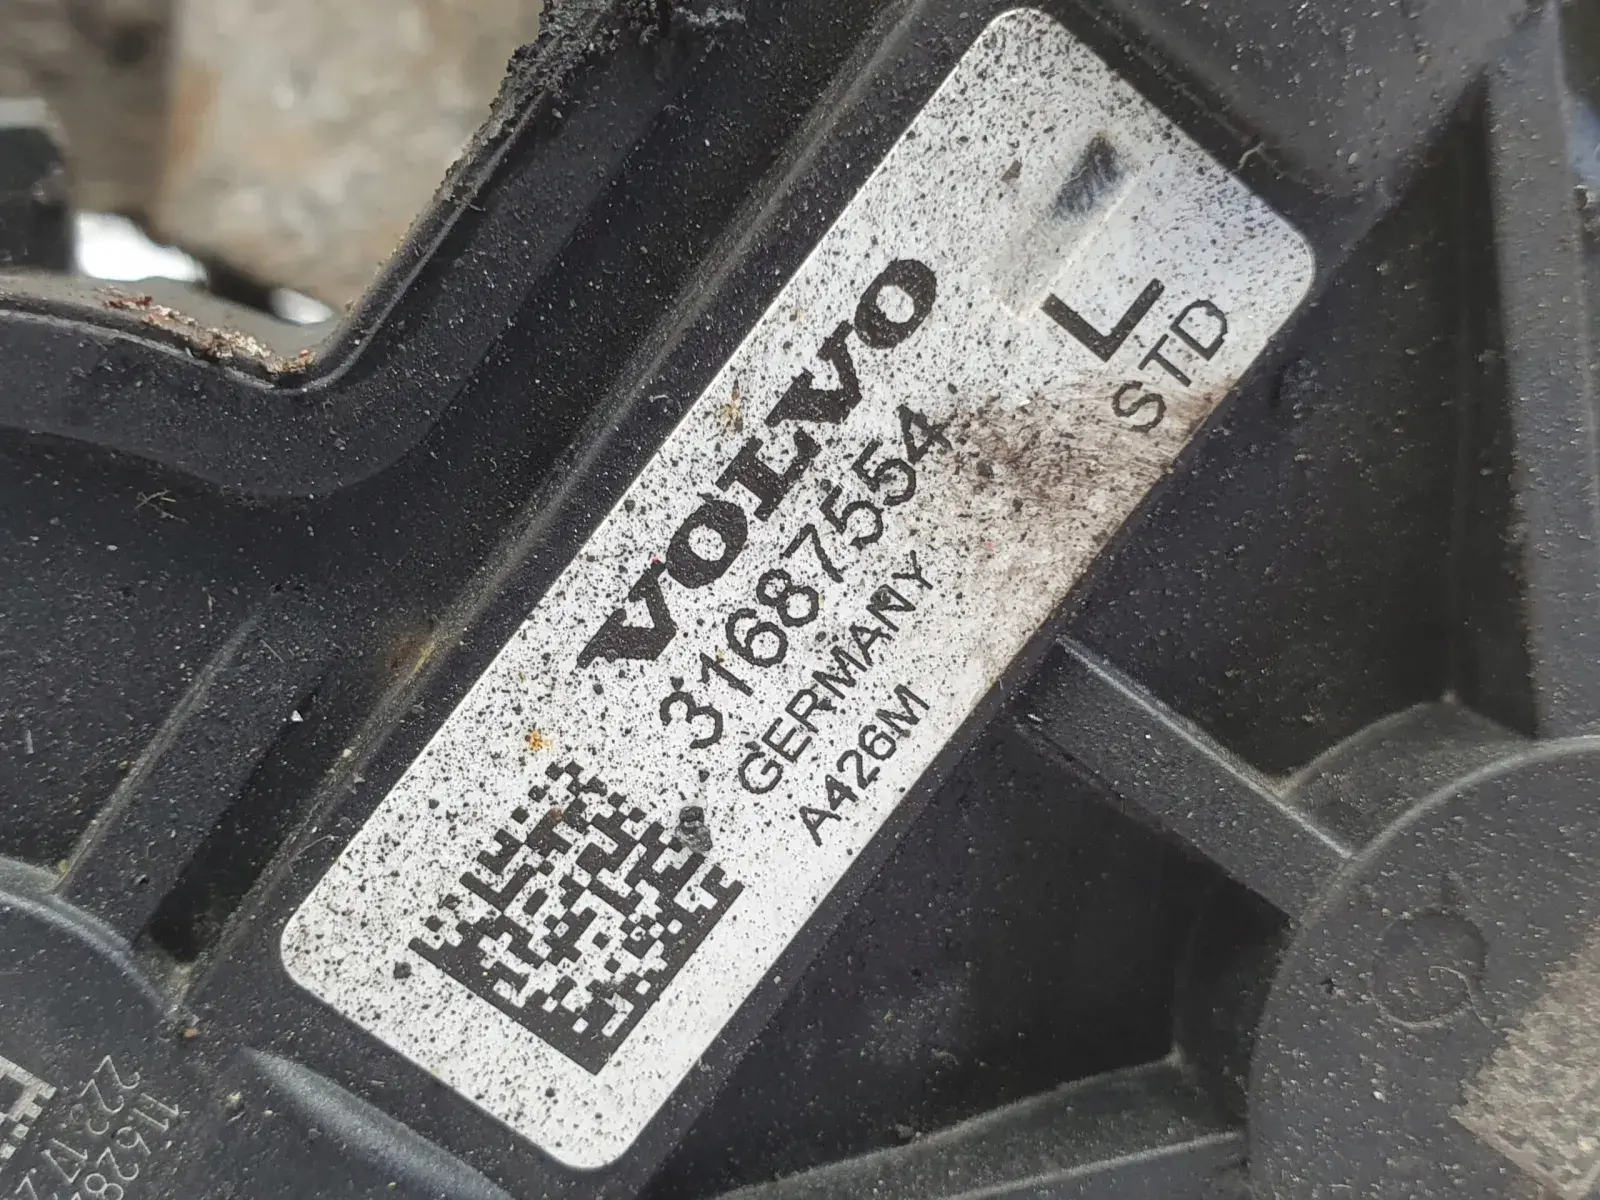 L
STD
VOLVO
31687554
GERMANY
A426M